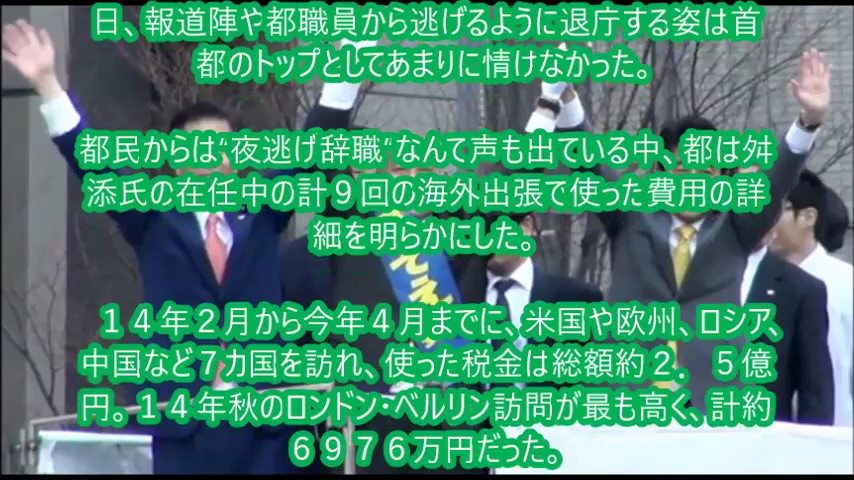 日、報道陣や都職員から逃げるように退庁する姿は首
都のトップとしてあまりに情けなかった。
都民からは“夜逃げ辞職“なんて声も出ている中、都は舛
添氏の在任中の計９回の海外出張で使った費用の詳
細を明らかにした。
１４年２月から今年４月までに、米国や欧州、ロシア、
中国など７カ国を訪れ、使った税金は総額約２．５億
円。１４年秋のロンドン・ベルリン訪問が最も高く、計約
６９７６万円だった。